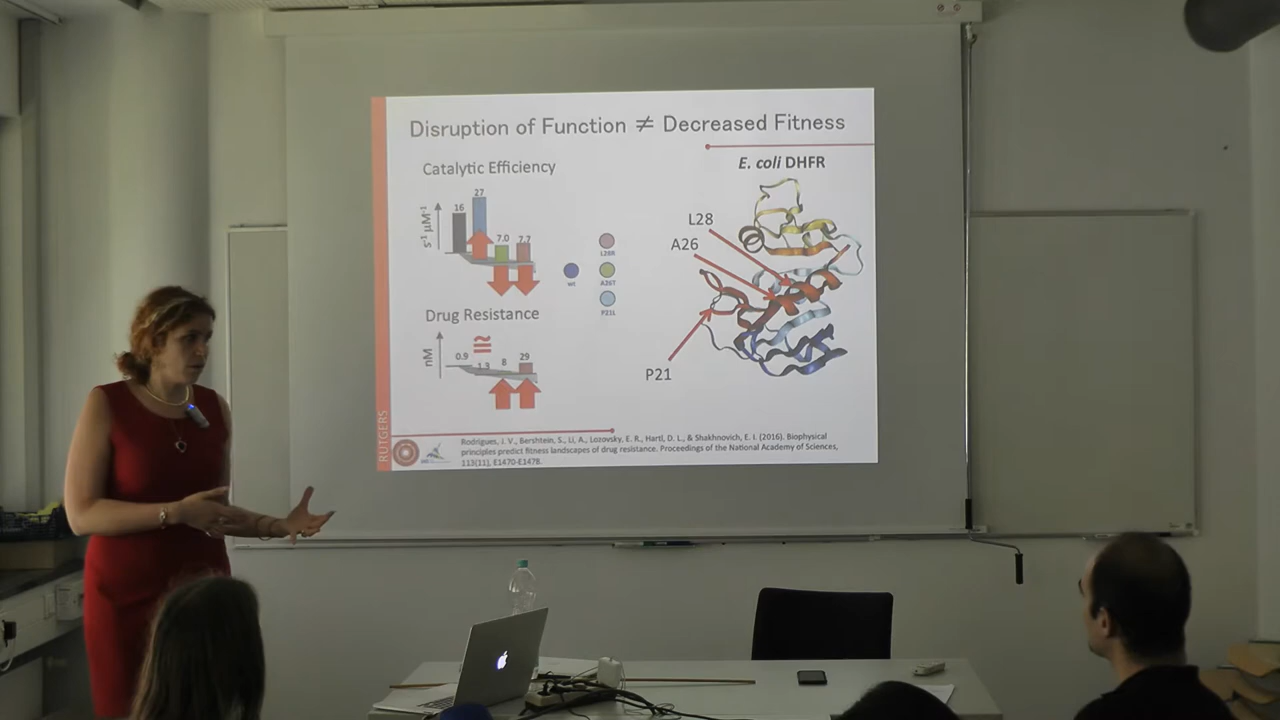 Disruption of Function ≠ Decreased Fitness
Catalytic Efficiency
s⁻¹ μM⁻¹
16
27
7.0
7.7
wt
L28R
A26T
P21L
Drug Resistance
nM
≅
0.9
1.3
8
29
E. coli DHFR
L28
A26
P21
RUTGERS
Rodrigues, J. V., Bershtein, S., Li, A., Lozovsky, E. R., Hartl, D. L., & Shakhnovich, E. I. (2016). Biophysical
principles predict fitness landscapes of drug resistance. Proceedings of the National Academy of Sciences,
113(11), E1470-E1478.